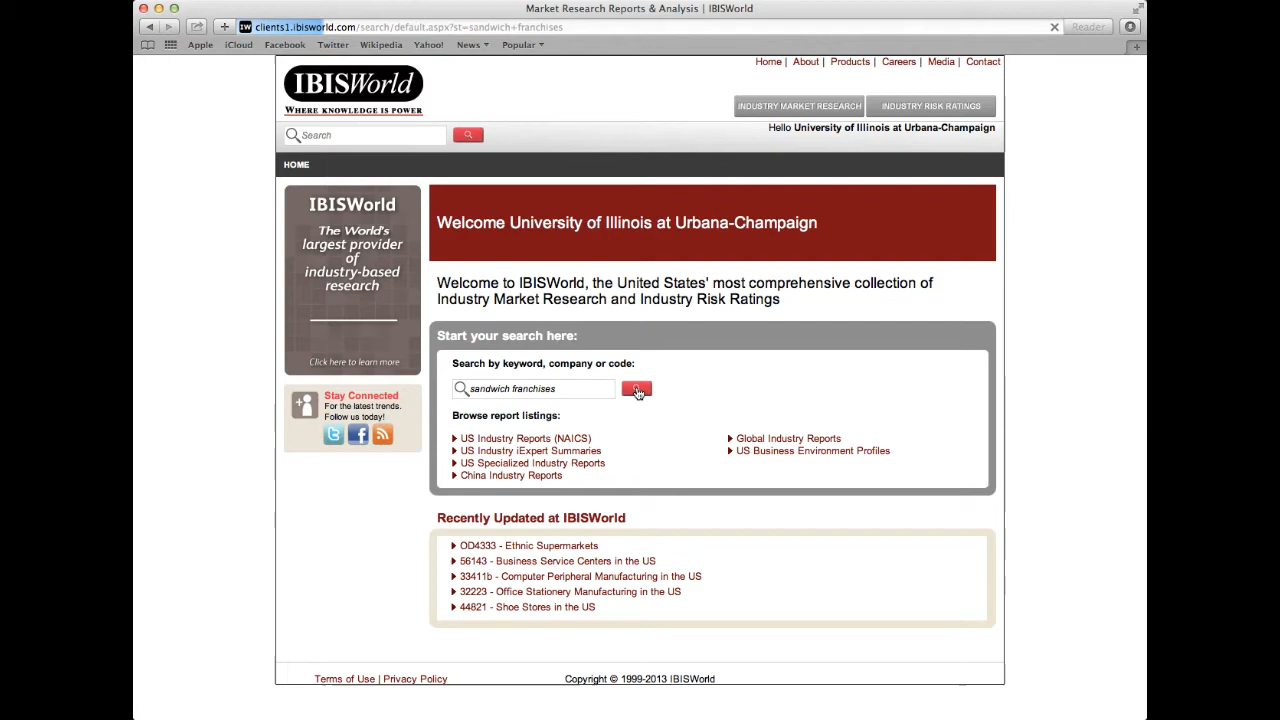 Market Research Reports & Analysis | IBISWorld
IW clients1.ibisworld.com/search/default.aspx?st=sandwich+franchises
Reader
Apple iCloud Facebook Twitter Wikipedia Yahoo! News Popular
Home | About | Products | Careers | Media | Contact
IBISWorld
WHERE KNOWLEDGE IS POWER
INDUSTRY MARKET RESEARCH INDUSTRY RISK RATINGS
Search
Hello University of Illinois at Urbana-Champaign
HOME
IBISWorld
The World's
largest provider
of
industry-based
research
Click here to learn more
Stay Connected
For the latest trends.
Follow us today!
Welcome University of Illinois at Urbana-Champaign
Welcome to IBISWorld, the United States' most comprehensive collection of
Industry Market Research and Industry Risk Ratings
Start your search here:
Search by keyword, company or code:
sandwich franchises
Browse report listings:
US Industry Reports (NAICS)
US Industry iExpert Summaries
US Specialized Industry Reports
China Industry Reports
Global Industry Reports
US Business Environment Profiles
Recently Updated at IBISWorld
OD4333 - Ethnic Supermarkets
56143 - Business Service Centers in the US
33411b - Computer Peripheral Manufacturing in the US
32223 - Office Stationery Manufacturing in the US
44821 - Shoe Stores in the US
Terms of Use | Privacy Policy
Copyright © 1999-2013 IBISWorld